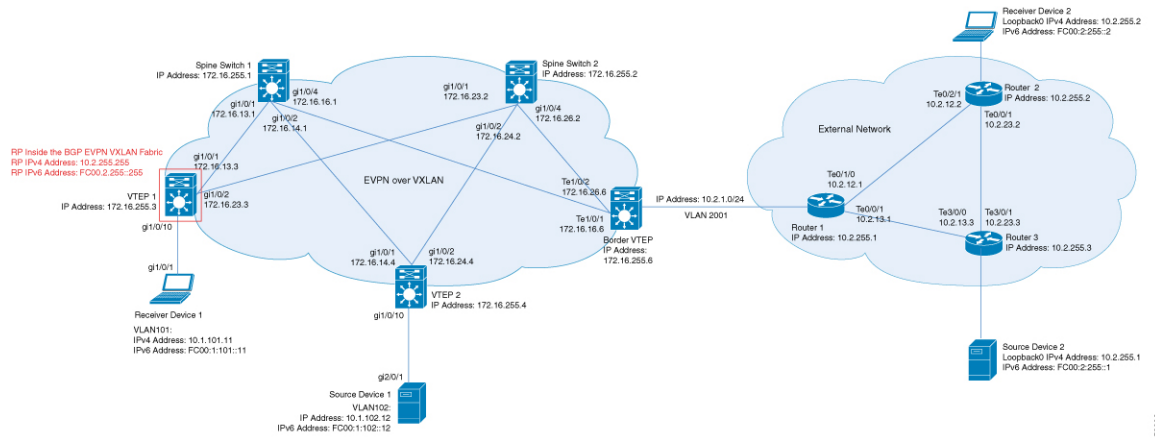 Receiver Device 2
Loopback0 IPv4 Address: 10.2.255.2
IPv6 Address: FC00:2:255::2
Spine Switch 1
IP Address: 172.16.255.1
Spine Switch 2
IP Address: 172.16.255.2
gi1/0/4
172.16.16.1
gi1/0/1
172.16.13.1
gi1/0/2
172.16.14.1
gi1/0/1
172.16.23.2
gi1/0/4
172.16.26.2
gi1/0/2
172.16.24.2
Te0/2/1
10.2.12.2
Router 2
IP Address: 10.2.255.2
Te0/0/1
10.2.23.2
External Network
RP Inside the BGP EVPN VXLAN Fabric
RP IPv4 Address: 10.2.255.255
RP IPv6 Address: FC00.2.255::255
gi1/0/1
172.16.13.3
VTEP 1
IP Address: 172.16.255.3
gi1/0/2
172.16.23.3
gi1/0/10
EVPN over VXLAN
Te1/0/2
172.16.26.6
Te1/0/1
172.16.16.6
Border VTEP
IP Address:
172.16.255.6
IP Address: 10.2.1.0/24
VLAN 2001
Te0/1/0
10.2.12.1
Te0/0/1
10.2.13.1
Router 1
IP Address: 10.2.255.1
Te3/0/0
10.2.13.3
Te3/0/1
10.2.23.3
Router 3
IP Address: 10.2.255.3
gi1/0/1
172.16.14.4
gi1/0/2
172.16.24.4
VTEP 2
IP Address: 172.16.255.4
gi1/0/10
gi1/0/1
Receiver Device 1
VLAN101:
IPv4 Address: 10.1.101.11
IPv6 Address: FC00:1:101::11
gi2/0/1
Source Device 1
VLAN102:
IP Address: 10.1.102.12
IPv6 Address: FC00:1:102::12
Source Device 2
Loopback0 IPv4 Address: 10.2.255.1
IPv6 Address: FC00:2:255::1